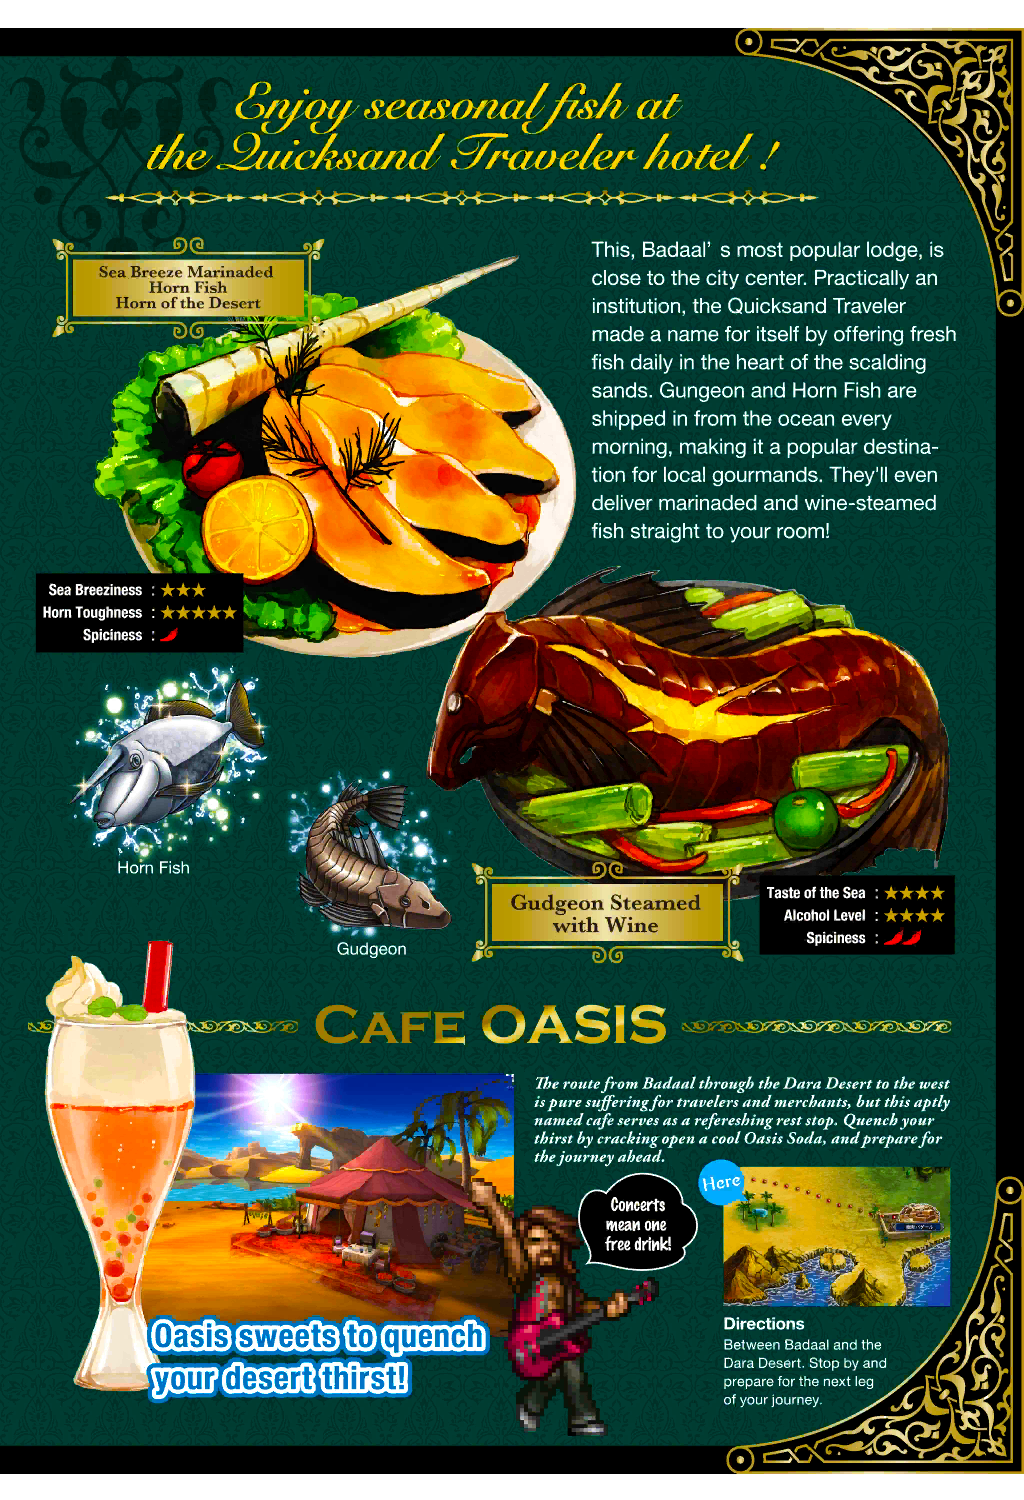 Enjoy seasonal fish at
the Quicksand Traveler hotel !
Sea Breeze Marinaded
Horn Fish
Horn of the Desert
This, Badaal’ s most popular lodge, is
close to the city center. Practically an
institution, the Quicksand Traveler
made a name for itself by offering fresh
fish daily in the heart of the scalding
sands. Gungeon and Horn Fish are
shipped in from the ocean every
morning, making it a popular destina-
tion for local gourmands. They'll even
deliver marinaded and wine-steamed
fish straight to your room!
Sea Breeziness : ★★★
Horn Toughness : ★★★★★
Spiciness :
Horn Fish
Gudgeon
Gudgeon Steamed
with Wine
Taste of the Sea : ★★★★
Alcohol Level : ★★★★
Spiciness :
CAFE OASIS
The route from Badaal through the Dara Desert to the west
is pure suffering for travelers and merchants, but this aptly
named cafe serves as a refereshing rest stop. Quench your
thirst by cracking open a cool Oasis Soda, and prepare for
the journey ahead.
Here
Concerts
mean one
free drink!
Oasis sweets to quench
your desert thirst!
Directions
Between Badaal and the
Dara Desert. Stop by and
prepare for the next leg
of your journey.